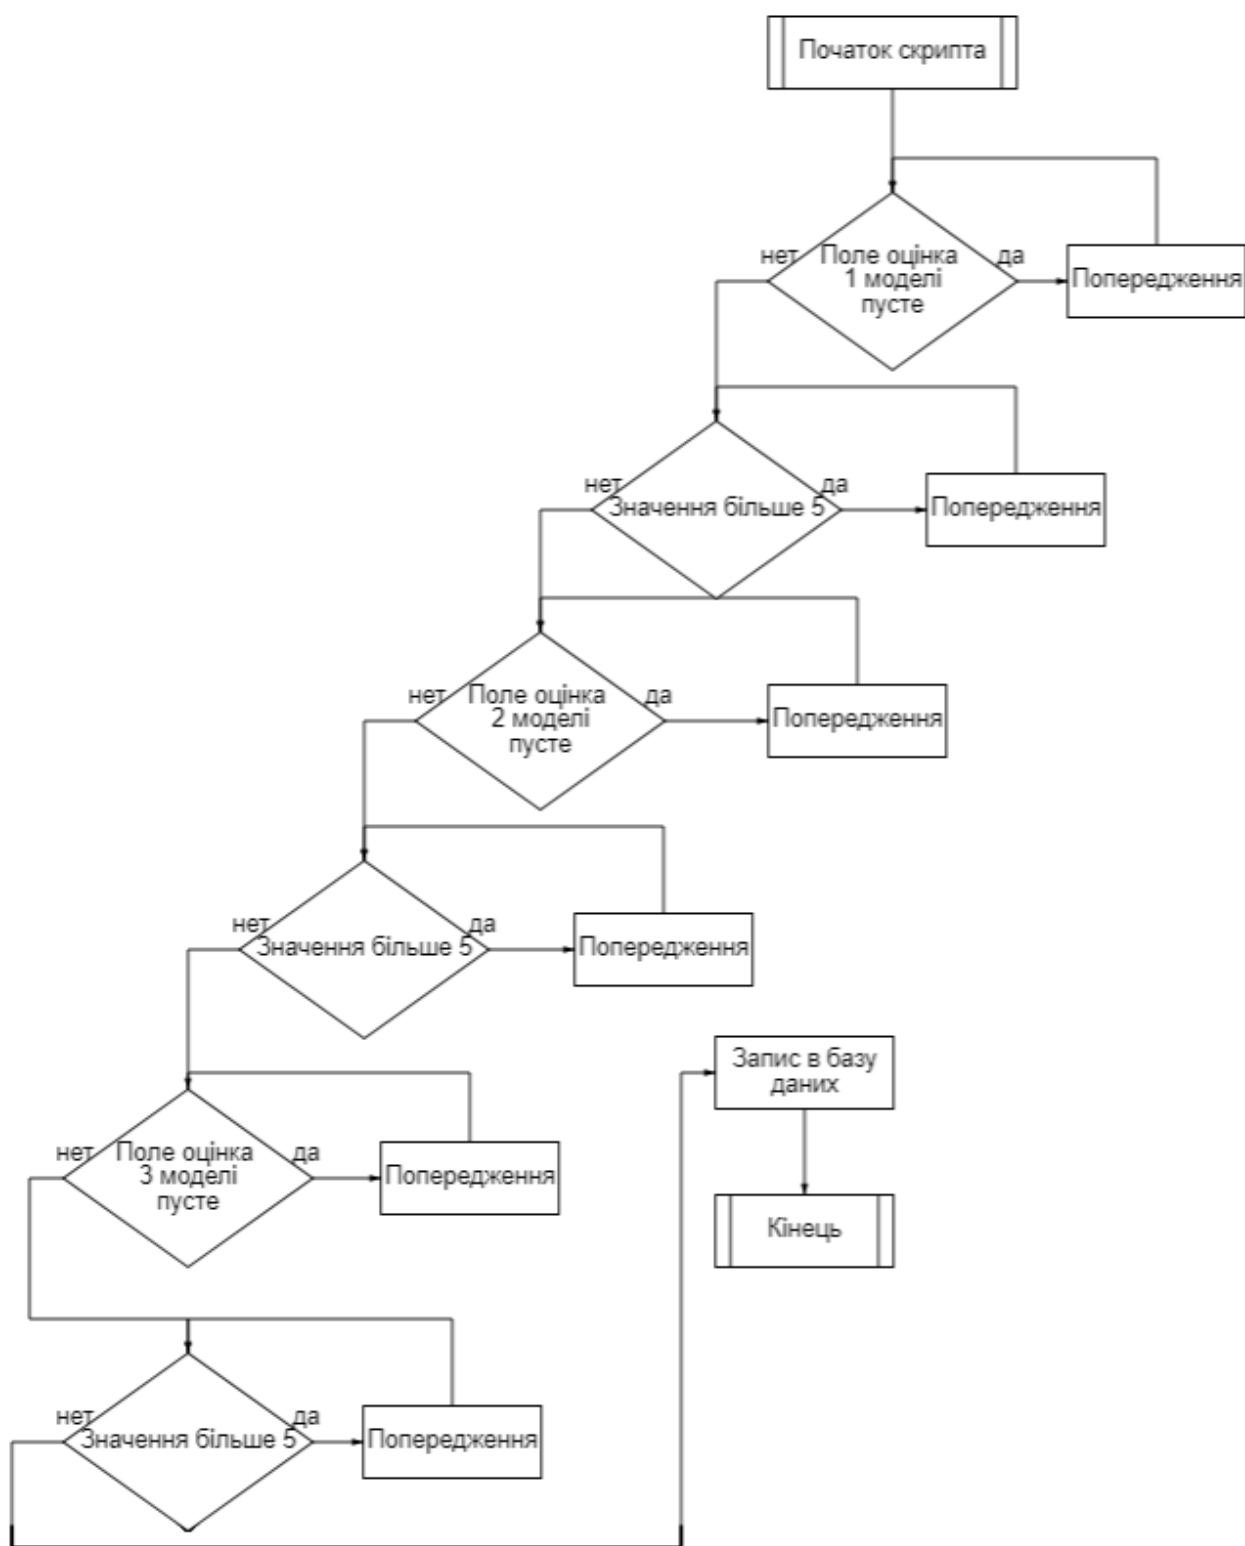 Початок скрипта
нет
Поле оцінка
1 моделі
пусте
да
Попередження
нет
Значення більше 5
да
Попередження
нет
Поле оцінка
2 моделі
пусте
да
Попередження
нет
Значення більше 5
да
Попередження
Запис в базу
даних
нет
Поле оцінка
3 моделі
пусте
да
Попередження
Кінець
нет
Значення більше 5
да
Попередження